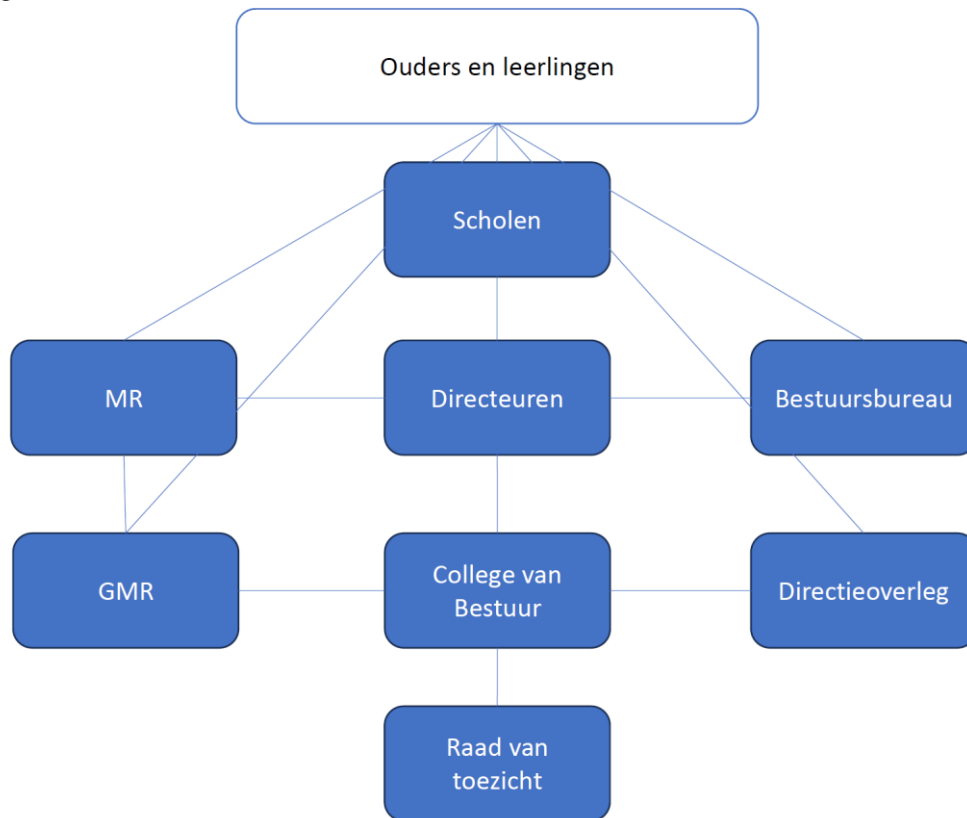 Ouders en leerlingen
Scholen
MR
Directeuren
Bestuursbureau
GMR
College van
Bestuur
Directieoverleg
Raad van
toezicht